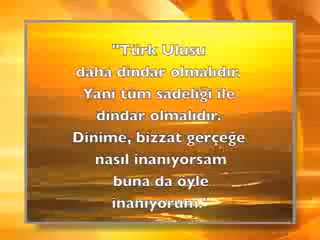 "Türk Ulusu
daha dindar olmalıdır.
Yani tüm sadeliği ile
dindar olmalıdır.
Dinime, bizzat gerçeğe
nasıl inanıyorsam
buna da öyle
inanıyorum."